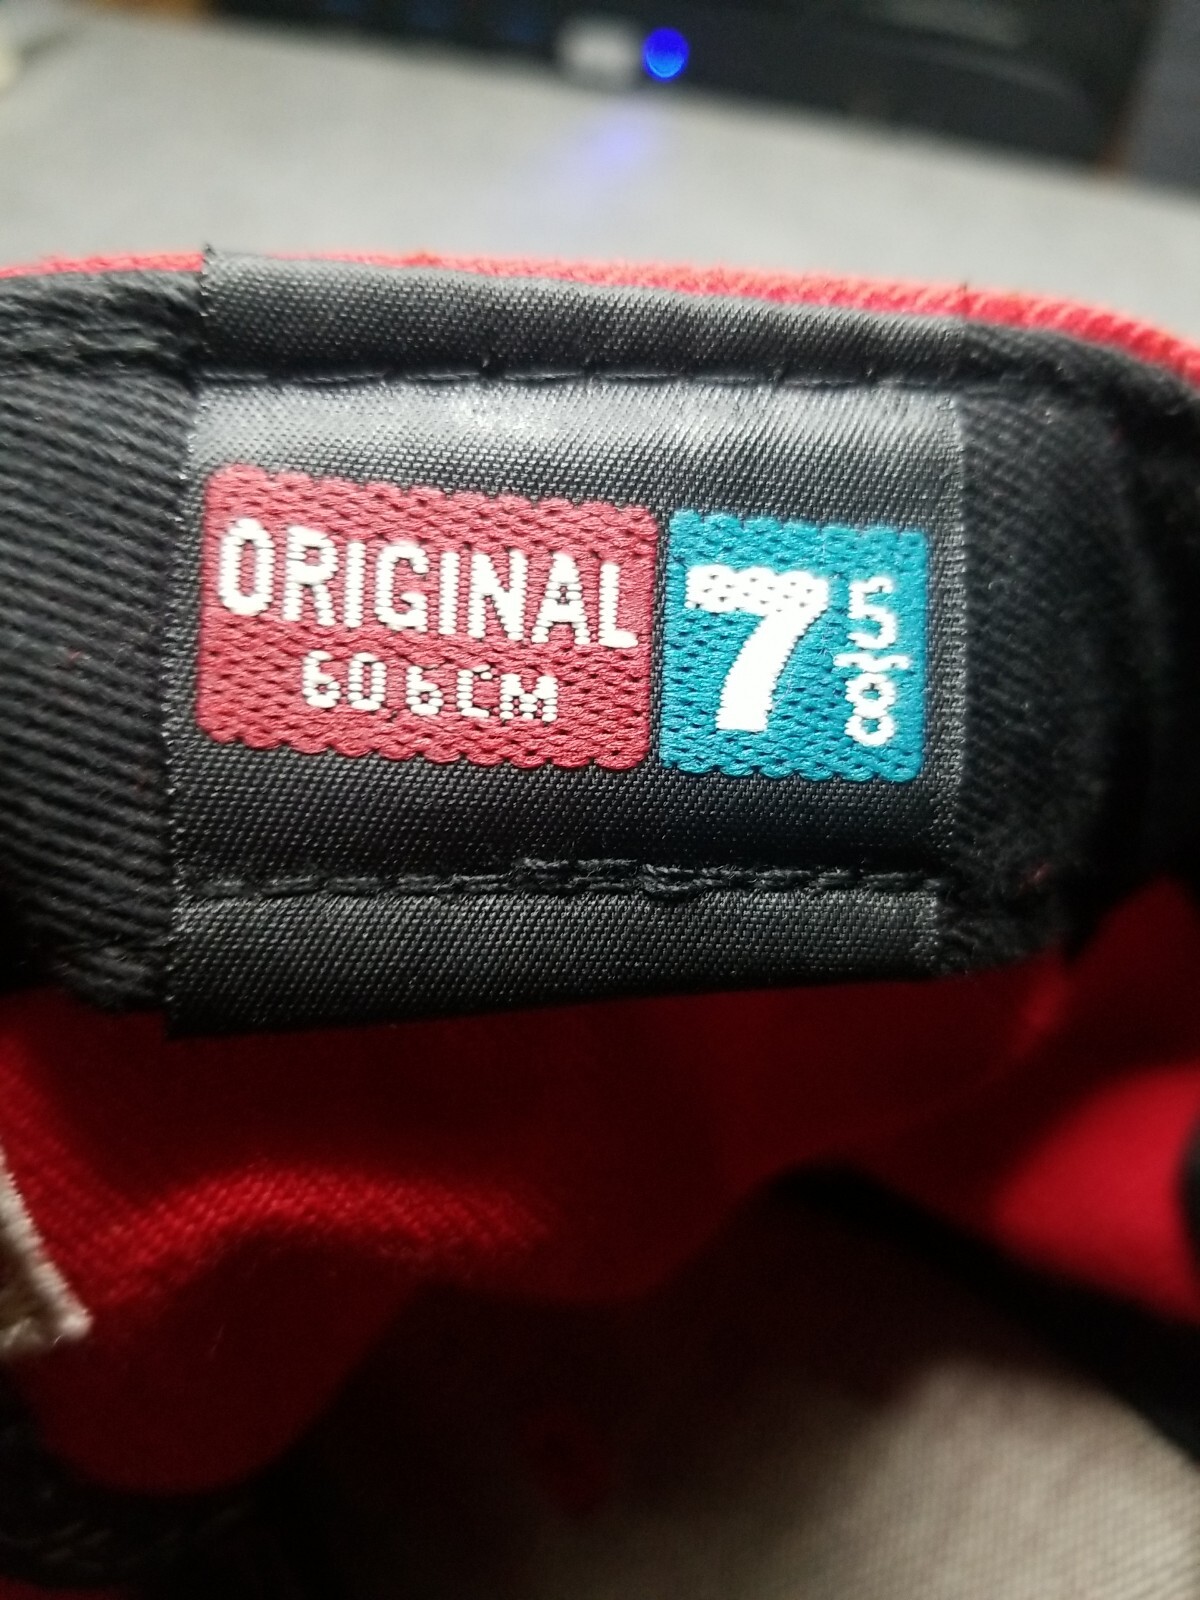 ORIGINAL
60,6CM
7 5/8